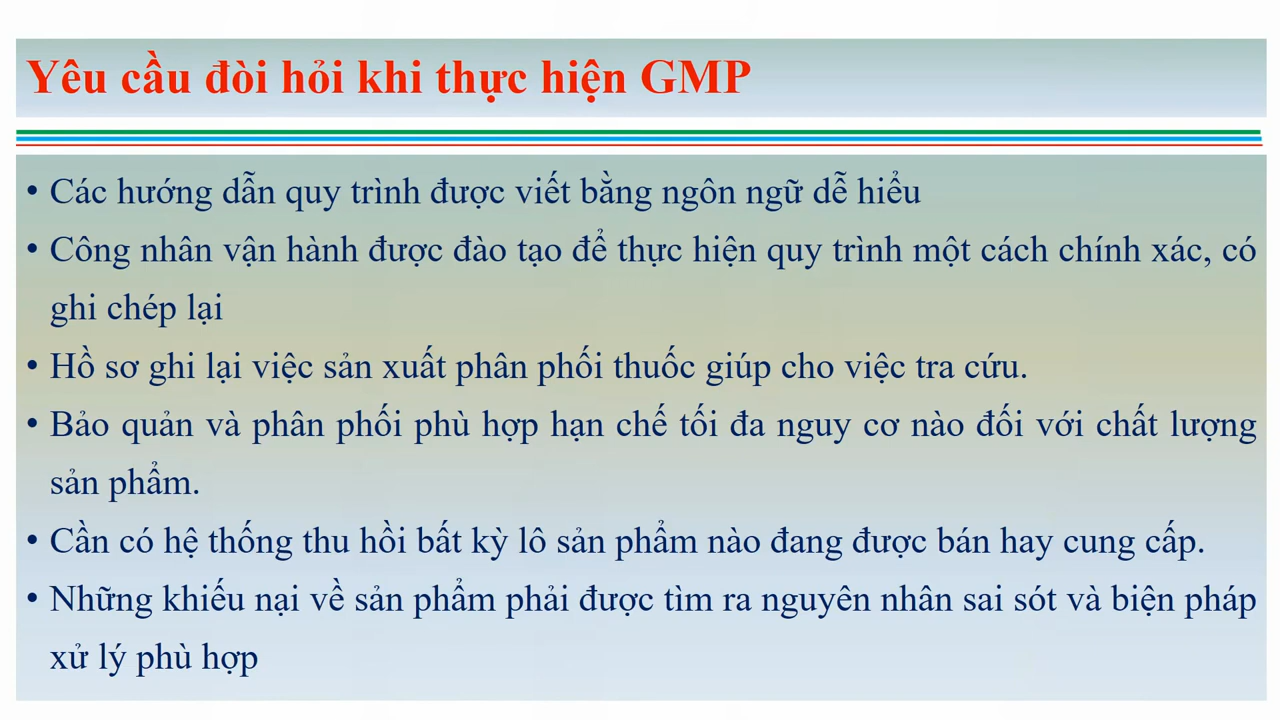 Yêu cầu đòi hỏi khi thực hiện GMP
• Các hướng dẫn quy trình được viết bằng ngôn ngữ dễ hiểu
• Công nhân vận hành được đào tạo để thực hiện quy trình một cách chính xác, có
ghi chép lại
• Hồ sơ ghi lại việc sản xuất phân phối thuốc giúp cho việc tra cứu.
• Bảo quản và phân phối phù hợp hạn chế tối đa nguy cơ nào đối với chất lượng
sản phẩm.
• Cần có hệ thống thu hồi bất kỳ lô sản phẩm nào đang được bán hay cung cấp.
• Những khiếu nại về sản phẩm phải được tìm ra nguyên nhân sai sót và biện pháp
xử lý phù hợp